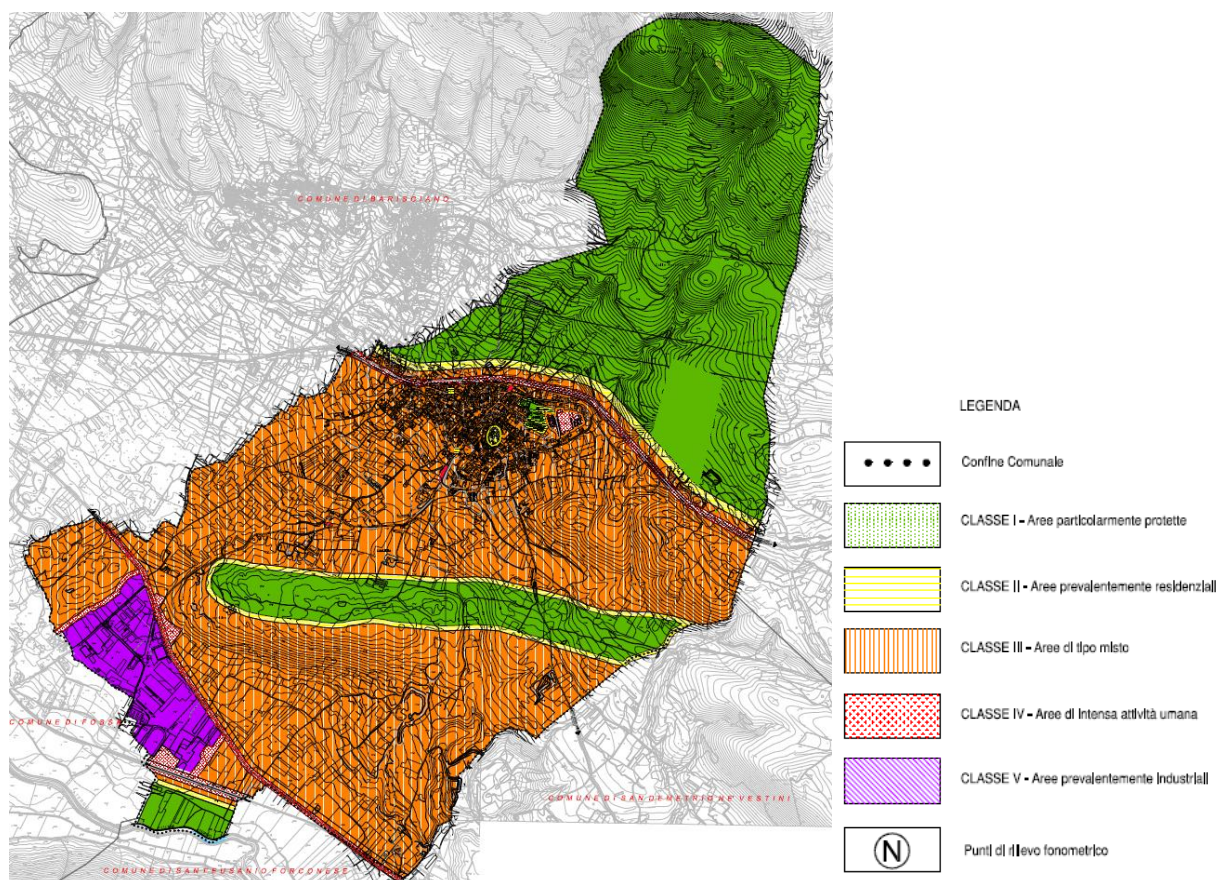 COMUNE DI BARISCIANO
COMUNE DI FOSSA
COMUNE DI SAN DEMETRIO NE VESTINI
COMUNE DI SANT'EUSANIO FORCONESE
LEGENDA
Confine Comunale
CLASSE I - Aree particolarmente protette
CLASSE II - Aree prevalentemente residenziali
CLASSE III - Aree di tipo misto
CLASSE IV - Aree di intensa attività umana
CLASSE V - Aree prevalentemente industriali
N
Punti di rilievo fonometrico